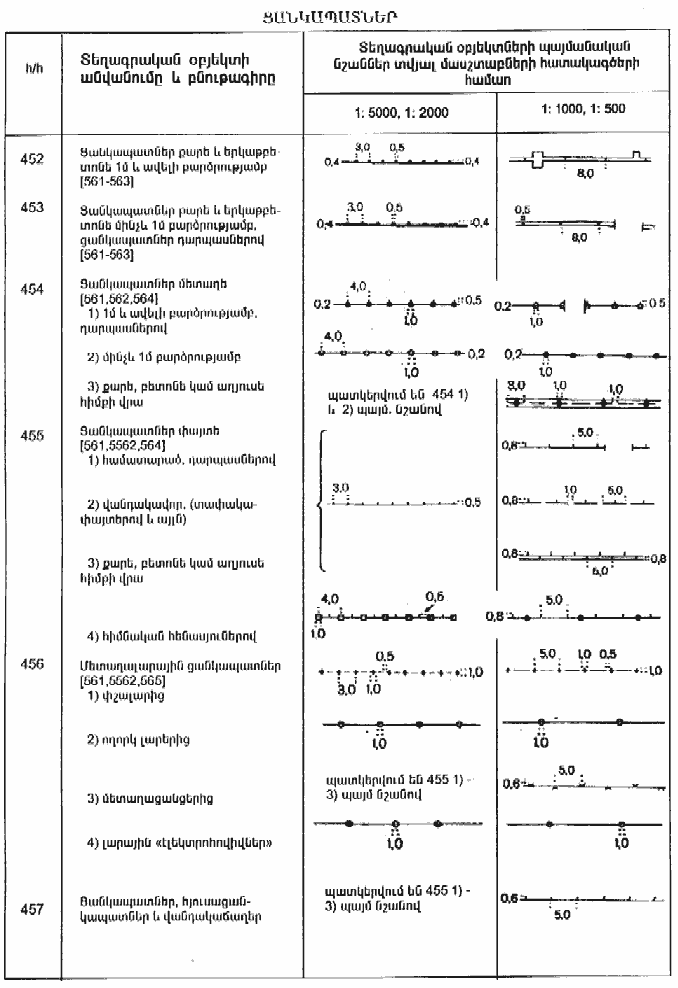 ՑԱՆԿԱՊԱՏՆԵՐ
հ/հ
Տեղագրական օբյեկտի
անվանումը և բնութագիրը
Տեղագրական օբյեկտների պայմանական
նշաններ տվյալ մասշտաբների հատակագծերի
համար
1: 5000, 1: 2000
1: 1000, 1: 500
452
Ցանկապատներ քարե և երկաթբե-
տոնե 1մ և ավելի բարձրությամբ
[561-563]
0,4 3,0 0,5 0,4
8,0
453
Ցանկապատներ քարե և երկաթբե-
տոնե մինչև 1մ բարձրությամբ,
ցանկապատներ դարպասներով
[561-563]
0,4 3,0 0,5 0,4
0,5 8,0
454
Ցանկապատներ մետաղե
[561,562,564]
1) 1մ և ավելի բարձրությամբ,
դարպասներով
0.2 4,0 0.5 1,0
0.2 1,0 0.5
2) մինչև 1մ բարձրությամբ
4,0 1,0 0,2
0,2 1,0
3) քարե, բետոնե կամ աղյուսե
հիմքի վրա
պատկերվում են 454 1)
և 2) պայմ. նշանով
3,0 1,0 1,0
455
Ցանկապատներ փայտե
[561,5562,564]
1) համատարած, դարպասներով
0,8 5.0
2) վանդակավոր, (տափակա-
փայտերով և այլն)
3,0 0,5
0,8 1,0 5,0
3) քարե, բետոնե կամ աղյուսե
հիմքի վրա
0,8 5,0 0,8
4) հիմնական հենասյուներով
4,0 0,6 1,0
0,8 5.0
456
Մետաղալարային ցանկապատներ
[561,5562,565]
1) փշալարից
0,5 3,0 1,0 1,0
5,0 1,0 0,5 1,0
2) ողորկ լարերից
1,0
1,0
3) մետաղացանցերից
պատկերվում են 455 1) -
3) պայմ նշանով
0,6 5.0
4) լարային «էլեկտրոհովիվներ»
1,0
1,0
457
Ցանկապատներ, հյուսացան-
կապատներ և վանդակաճաղեր
պատկերվում են 455 1) -
3) պայմ նշանով
0,6 5.0